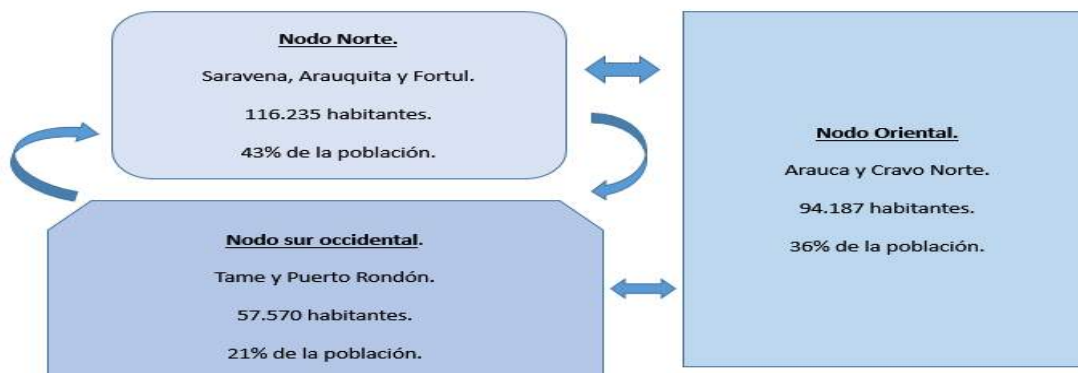 Nodo Norte.
Saravena, Arauquita y Fortul.
116.235 habitantes.
43% de la población.
Nodo sur occidental.
Tame y Puerto Rondón.
57.570 habitantes.
21% de la población.
Nodo Oriental.
Arauca y Cravo Norte.
94.187 habitantes.
36% de la población.